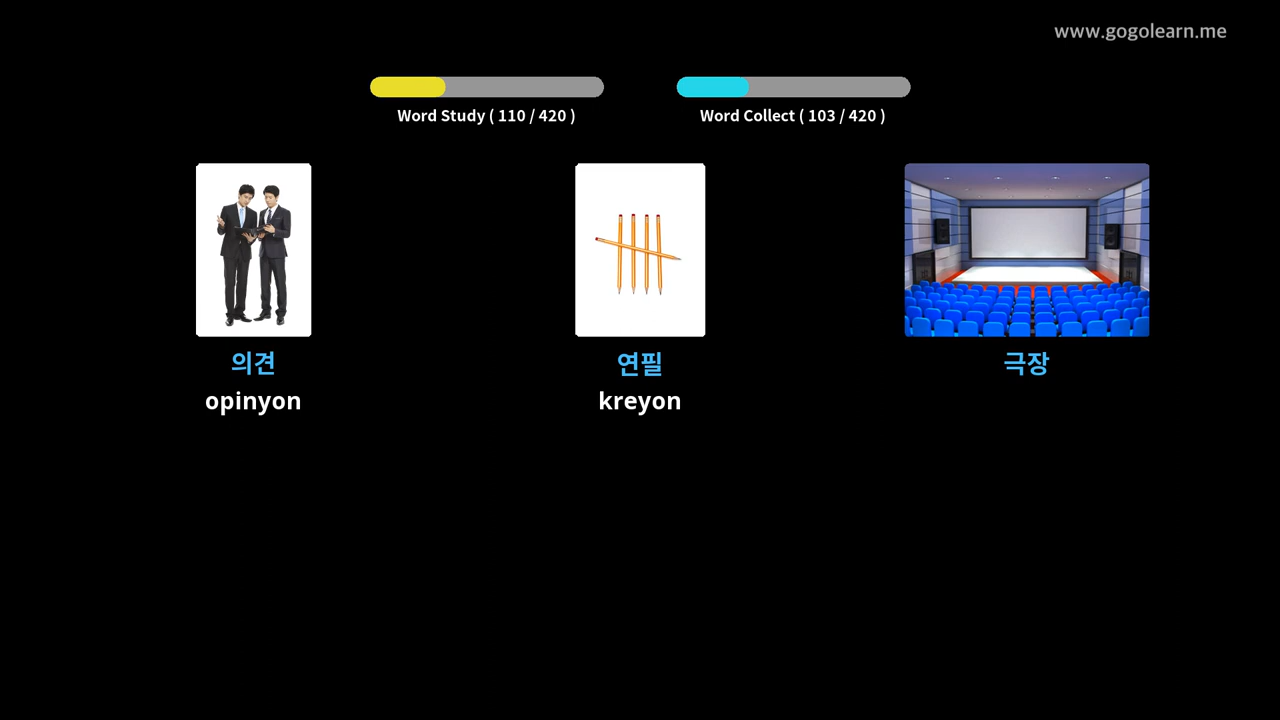 www.gogolearn.me
Word Study ( 110 / 420 )
Word Collect ( 103 / 420 )
의견
연필
극장
opinyon
kreyon